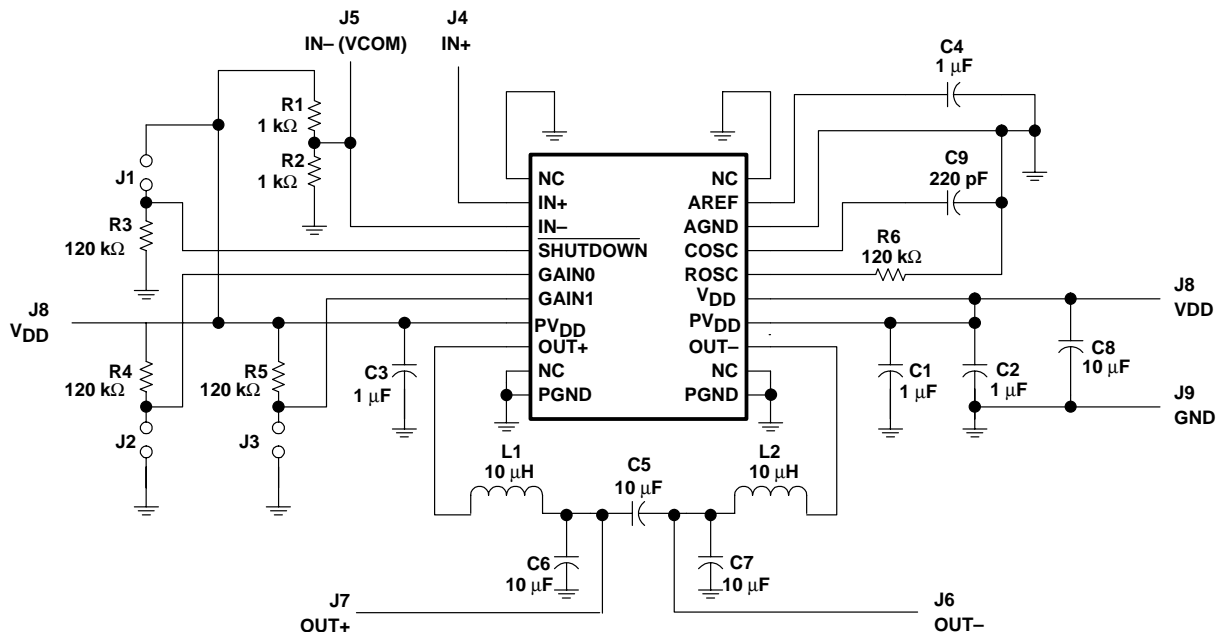 J5
IN– (VCOM)
J4
IN+
C4
1 μF
R1
1 kΩ
R2
1 kΩ
J1
R3
120 kΩ
C9
220 pF
R6
120 kΩ
NC
IN+
IN–
SHUTDOWN
GAIN0
GAIN1
PVDD
OUT+
NC
PGND
NC
AREF
AGND
COSC
ROSC
VDD
PVDD
OUT–
NC
PGND
J8
VDD
J8
VDD
R4
120 kΩ
R5
120 kΩ
C3
1 μF
C1
1 μF
C2
1 μF
C8
10 μF
J9
GND
J2
J3
L1
10 μH
C5
10 μF
L2
10 μH
C6
10 μF
C7
10 μF
J7
OUT+
J6
OUT–